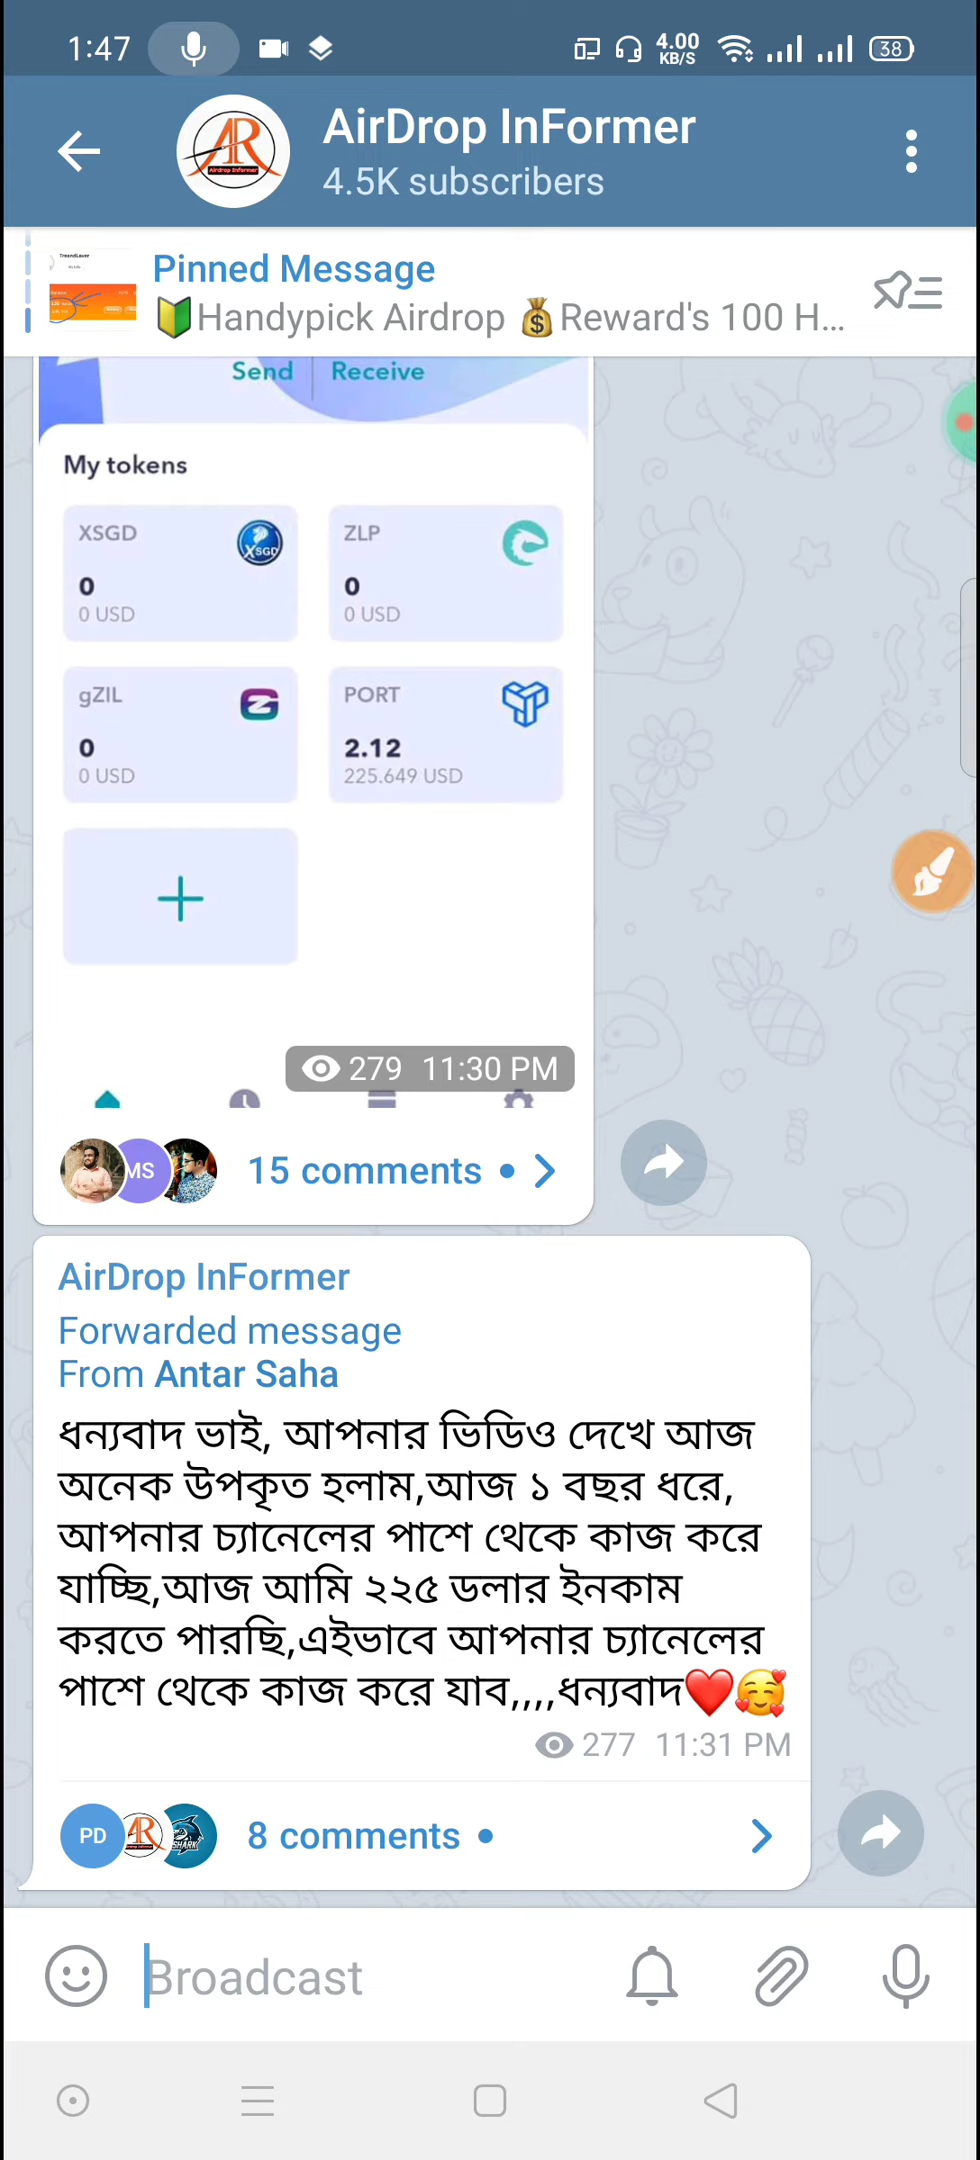 1:47
4.00
KB/S
38
AirDrop InFormer
4.5K subscribers
Pinned Message
🔰Handypick Airdrop 💰Reward's 100 H...
Send
Receive
My tokens
XSGD
0
0 USD
ZLP
0
0 USD
gZIL
0
0 USD
PORT
2.12
225.649 USD
279 11:30 PM
MS
15 comments
AirDrop InFormer
Forwarded message
From Antar Saha
ধন্যবাদ ভাই, আপনার ভিডিও দেখে আজ
অনেক উপকৃত হলাম,আজ ১ বছর ধরে,
আপনার চ্যানেলের পাশে থেকে কাজ করে
যাচ্ছি,আজ আমি ২২৫ ডলার ইনকাম
করতে পারছি,এইভাবে আপনার চ্যানেলের
পাশে থেকে কাজ করে যাব,,,,ধন্যবাদ❤️🥰
277 11:31 PM
PD
8 comments
Broadcast